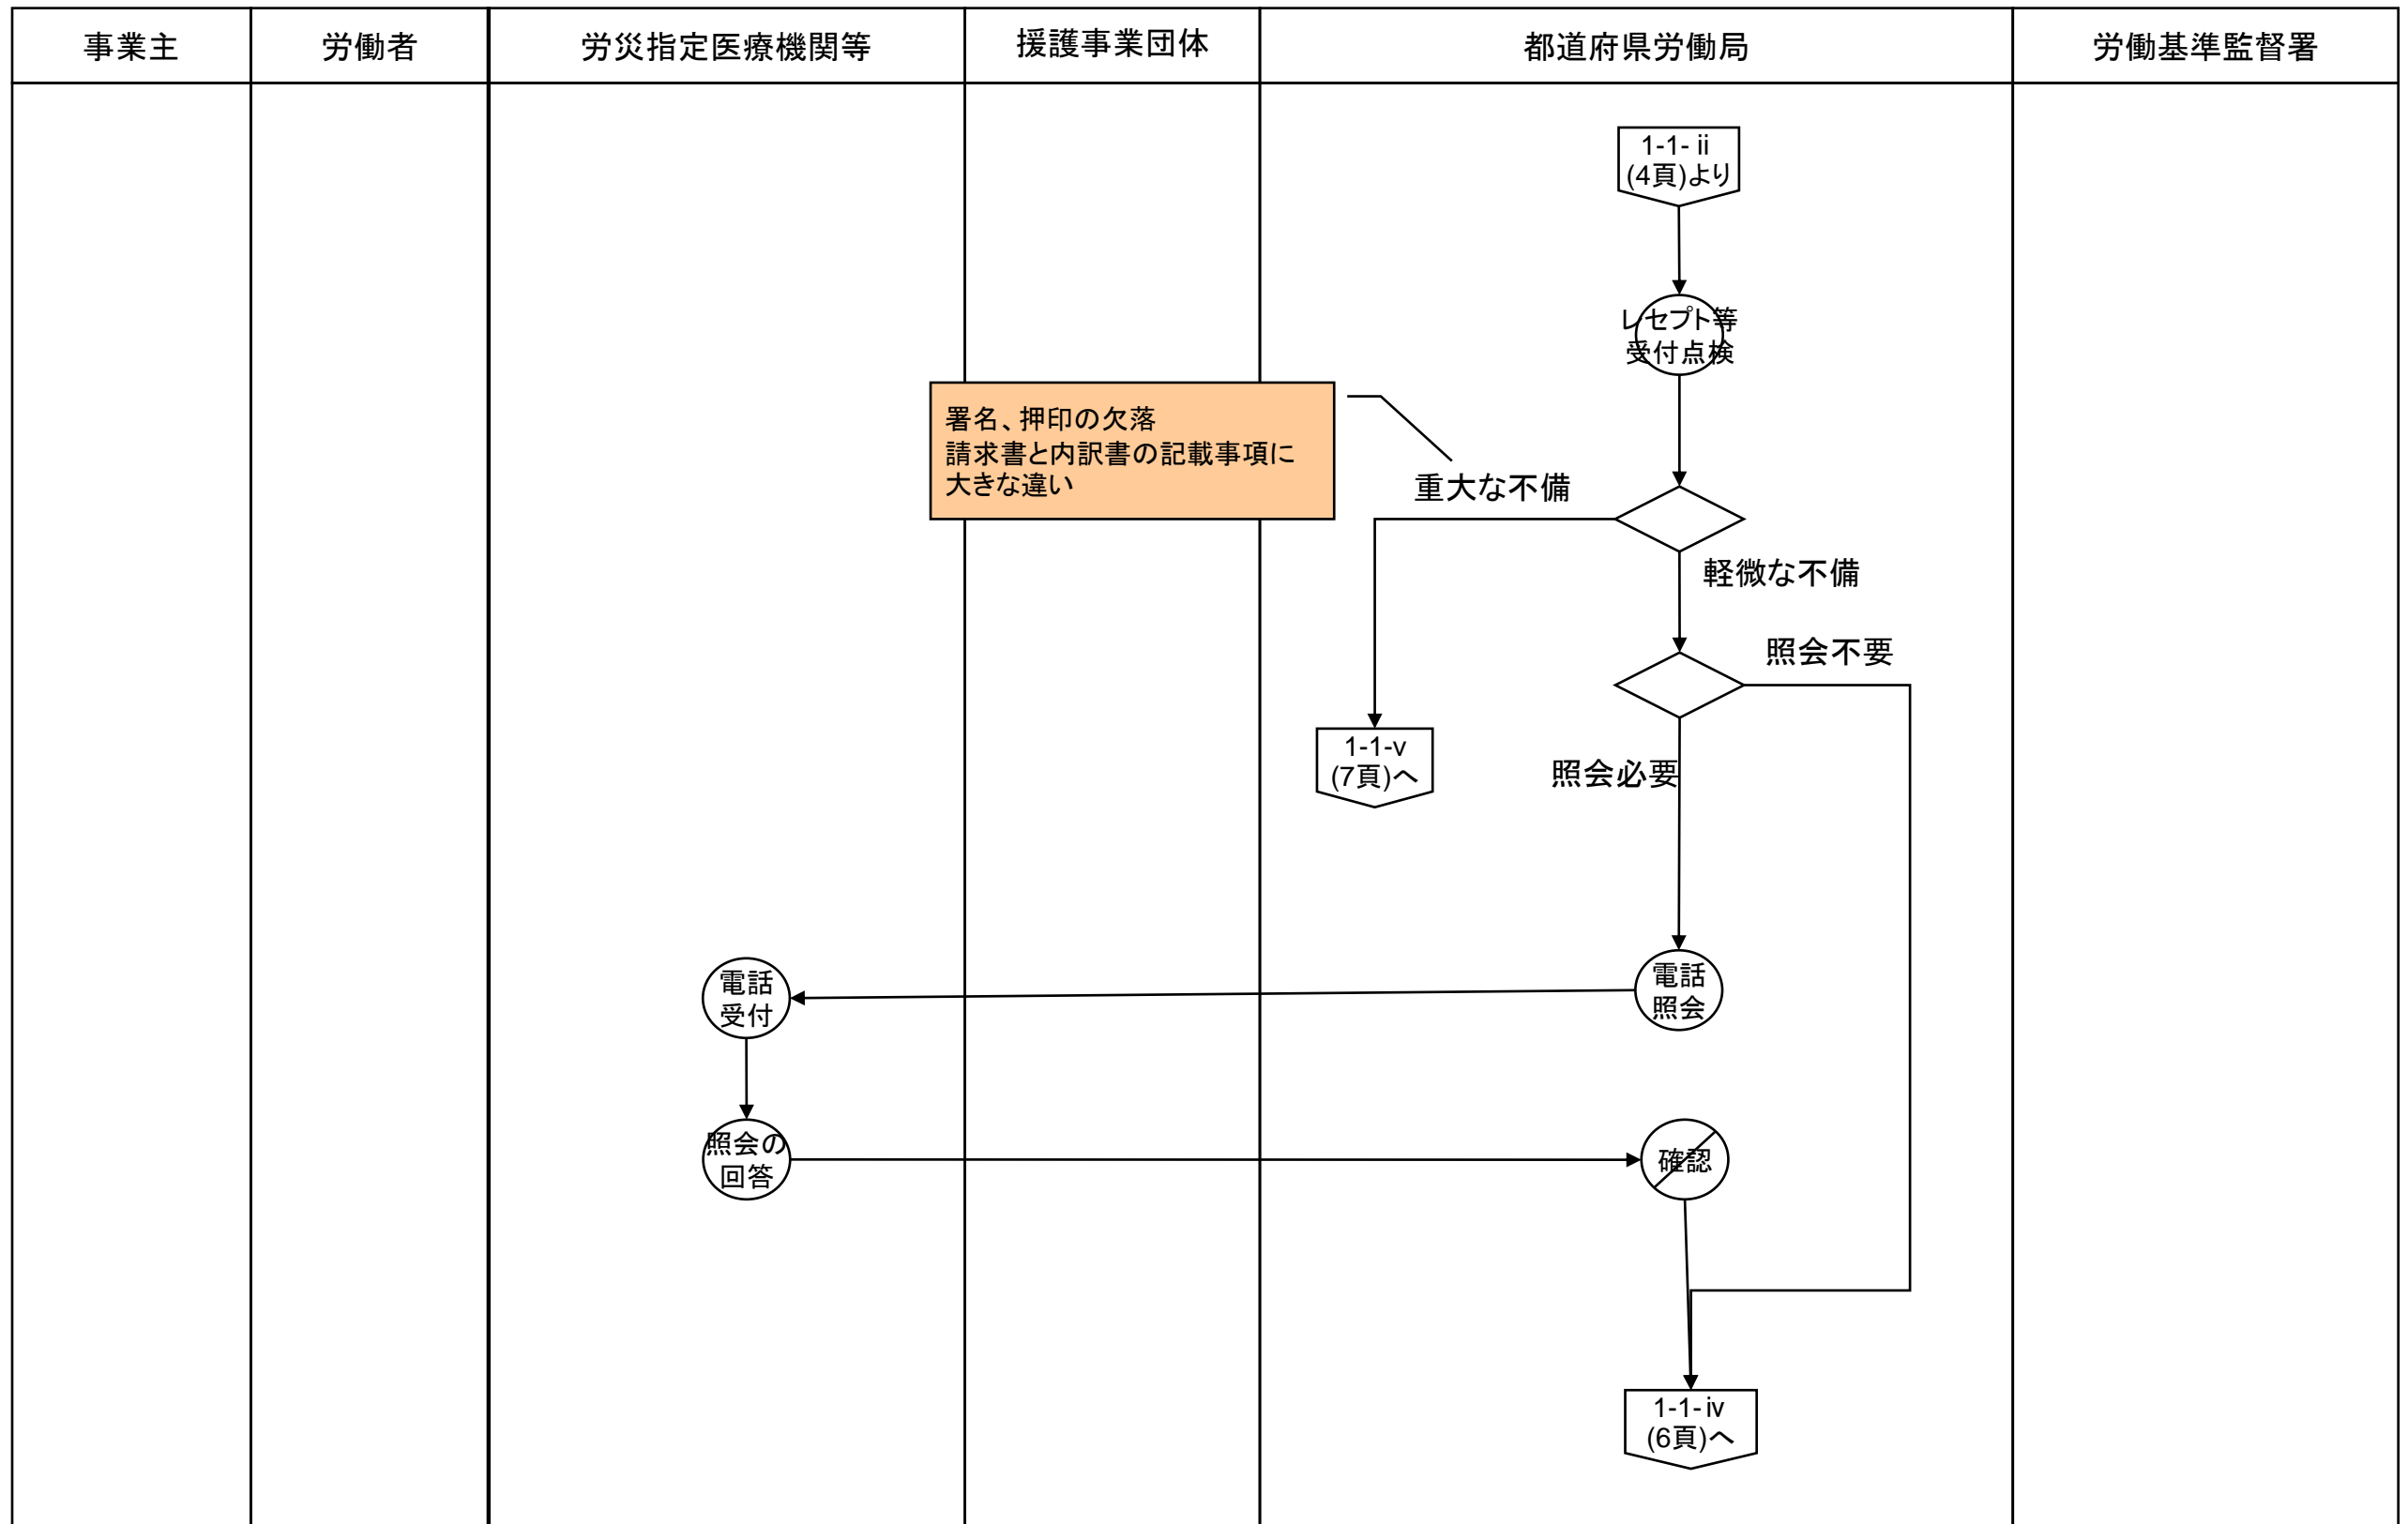 事業主
労働者
労災指定医療機関等
援護事業団体
都道府県労働局
労働基準監督署
1-1- ii
(4頁)より
レセプト等
受付点検
署名、押印の欠落
請求書と内訳書の記載事項に
大きな違い
重大な不備
軽微な不備
照会不要
1-1-v
(7頁)へ
照会必要
電話
受付
電話
照会
照会の
回答
確認
1-1- iv
(6頁)へ